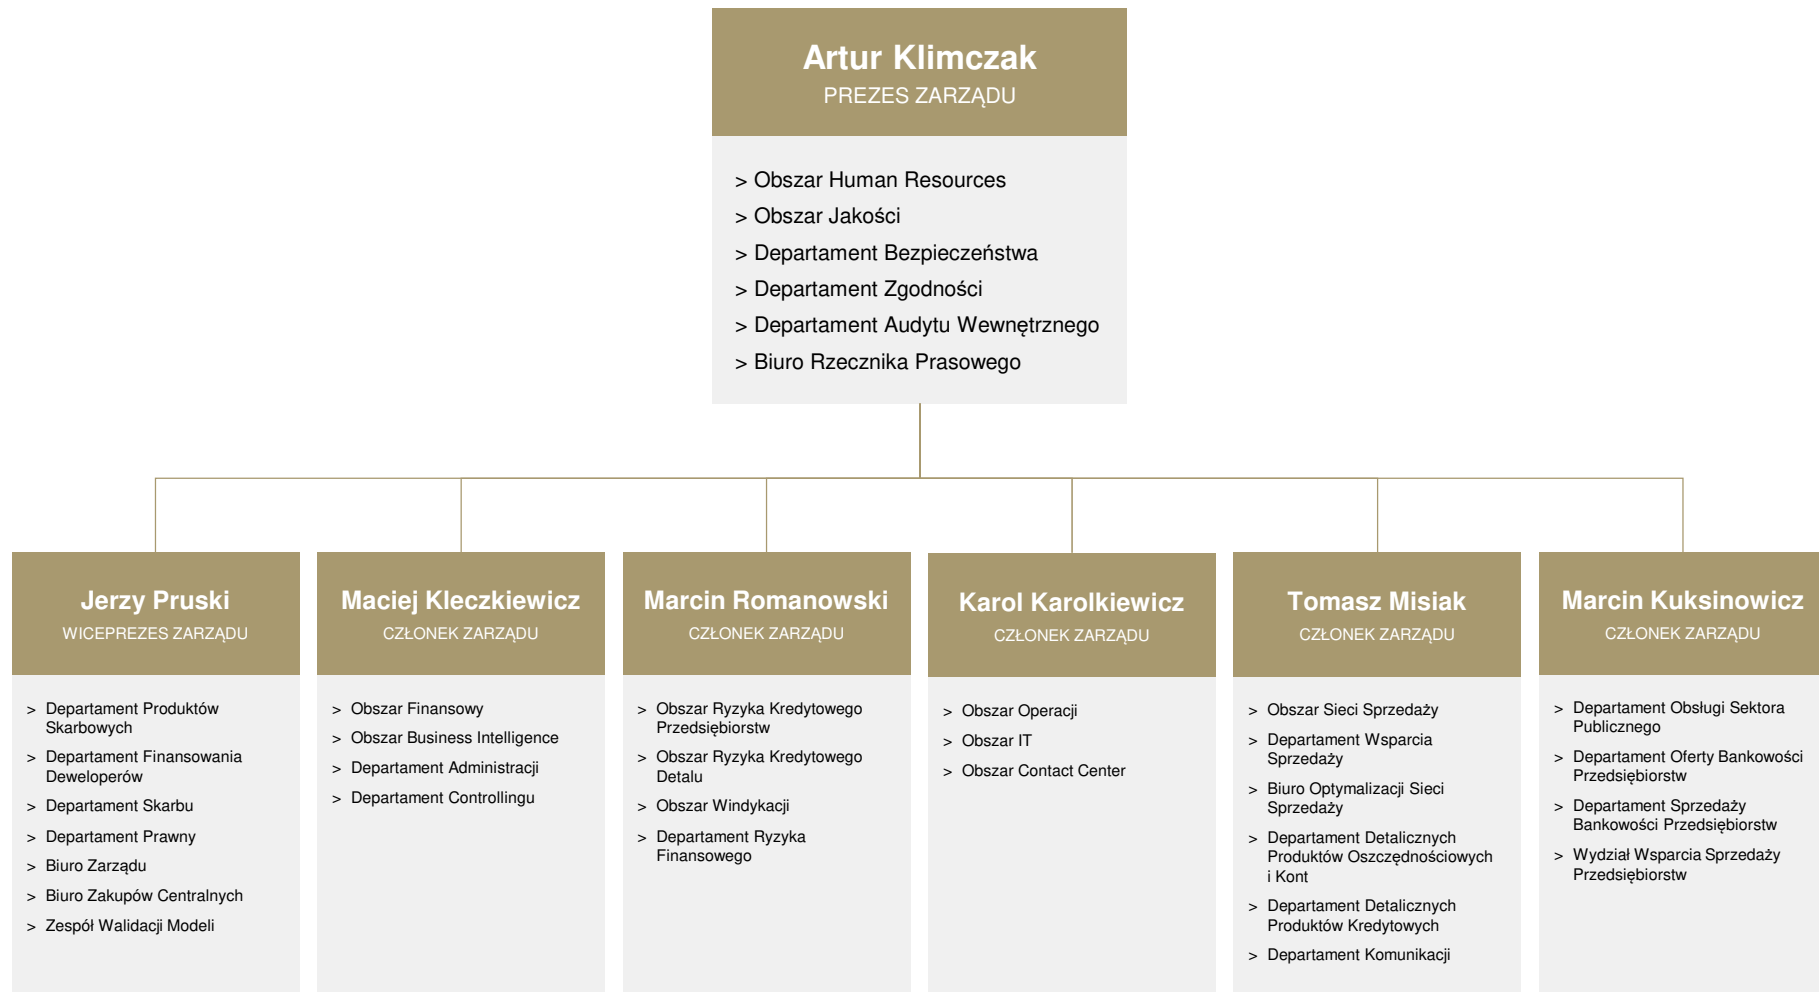 Artur Klimczak
PREZES ZARZĄDU
> Obszar Human Resources
> Obszar Jakości
> Departament Bezpieczeństwa
> Departament Zgodności
> Departament Audytu Wewnętrznego
> Biuro Rzecznika Prasowego
Jerzy Pruski
WICEPREZES ZARZĄDU
> Departament Produktów
Skarbowych
> Departament Finansowania
Deweloperów
> Departament Skarbu
> Departament Prawny
> Biuro Zarządu
> Biuro Zakupów Centralnych
> Zespół Walidacji Modeli
Maciej Kleczkiewicz
CZŁONEK ZARZĄDU
> Obszar Finansowy
> Obszar Business Intelligence
> Departament Administracji
> Departament Controllingu
Marcin Romanowski
CZŁONEK ZARZĄDU
> Obszar Ryzyka Kredytowego
Przedsiębiorstw
> Obszar Ryzyka Kredytowego
Detalu
> Obszar Windykacji
> Departament Ryzyka
Finansowego
Karol Karolkiewicz
CZŁONEK ZARZĄDU
> Obszar Operacji
> Obszar IT
> Obszar Contact Center
Tomasz Misiak
CZŁONEK ZARZĄDU
> Obszar Sieci Sprzedaży
> Departament Wsparcia
Sprzedaży
> Biuro Optymalizacji Sieci
Sprzedaży
> Departament Detalicznych
Produktów Oszczędnościowych
i Kont
> Departament Detalicznych
Produktów Kredytowych
> Departament Komunikacji
Marcin Kuksinowicz
CZŁONEK ZARZĄDU
> Departament Obsługi Sektora
Publicznego
> Departament Oferty Bankowości
Przedsiębiorstw
> Departament Sprzedaży
Bankowości Przedsiębiorstw
> Wydział Wsparcia Sprzedaży
Przedsiębiorstw